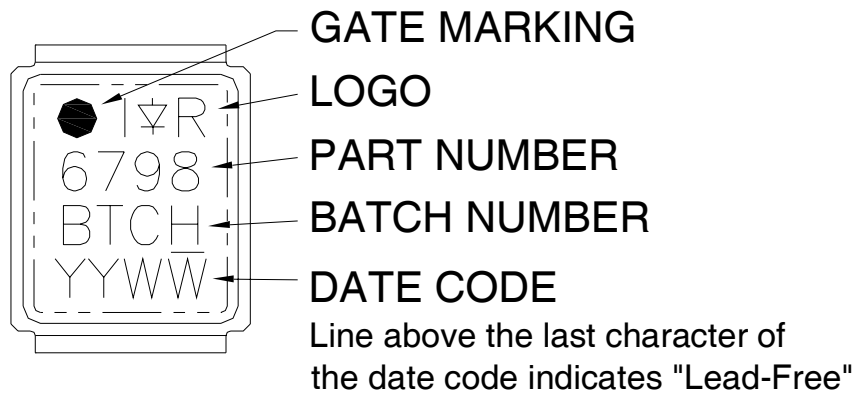 GATE MARKING
I R
LOGO
6798
PART NUMBER
BTCH
BATCH NUMBER
YYWW
DATE CODE
Line above the last character of
the date code indicates "Lead-Free"